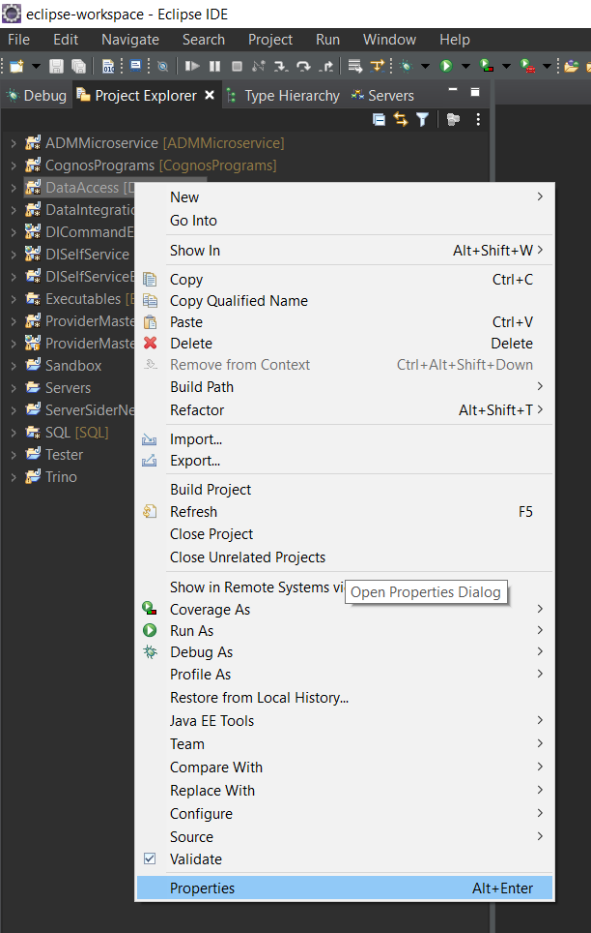 eclipse-workspace - Eclipse IDE
File Edit Navigate Search Project Run Window Help
Debug Project Explorer Type Hierarchy Servers
ADMMicroservice [ADMMicroservice]
CognosPrograms [CognosPrograms]
DataAccess [D
DataIntegratio
DICommandE
DISelfService
DISelfServiceE
Executables [E
ProviderMaste
ProviderMaste
Sandbox
Servers
ServerSiderNe
SQL [SQL]
Tester
Trino
New
Go Into
Show In Alt+Shift+W
Copy Ctrl+C
Copy Qualified Name
Paste Ctrl+V
Delete Delete
Remove from Context Ctrl+Alt+Shift+Down
Build Path
Refactor Alt+Shift+T
Import...
Export...
Build Project
Refresh F5
Close Project
Close Unrelated Projects
Show in Remote Systems vi
Open Properties Dialog
Coverage As
Run As
Debug As
Profile As
Restore from Local History...
Java EE Tools
Team
Compare With
Replace With
Configure
Source
Validate
Properties Alt+Enter